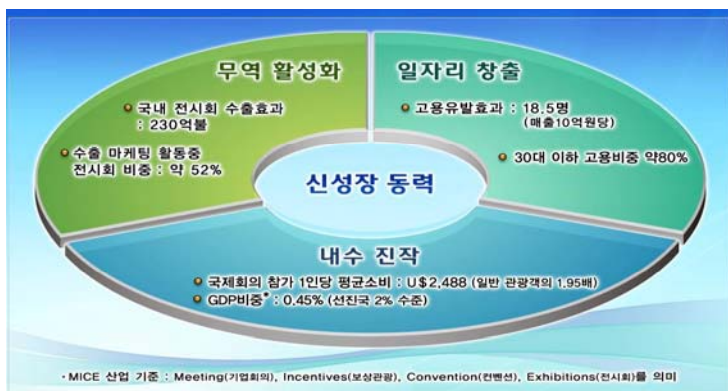 무역 활성화
국내 전시회 수출효과
: 230억불
수출 마케팅 활동중
전시회 비중 : 약 52%
일자리 창출
고용유발효과 : 18.5명
(매출10억원당)
30대 이하 고용비중 약80%
신성장 동력
내수 진작
국제회의 참가 1인당 평균소비 : U$2,488 (일반 관광객의 1.95배)
GDP비중* : 0.45% (선진국 2% 수준)
· MICE 산업 기준 : Meeting(기업회의), Incentives(보상관광), Convention(컨벤션), Exhibitions(전시회)를 의미